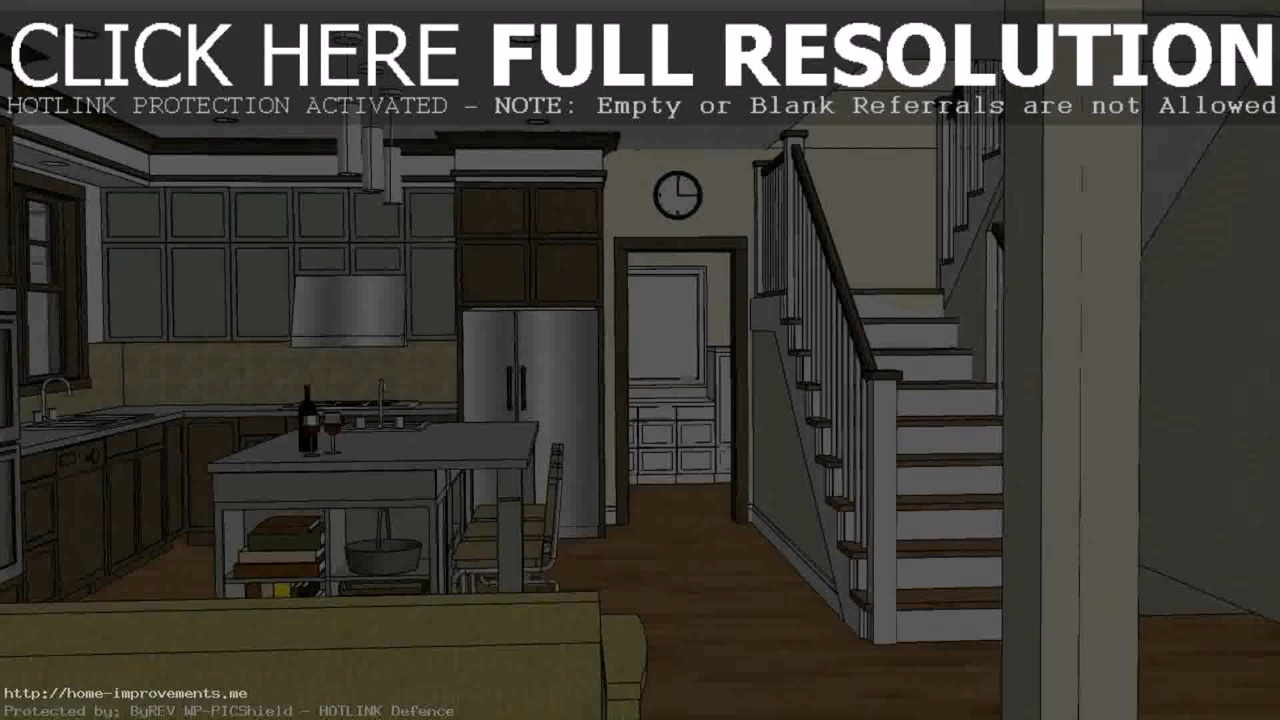 CLICK HERE FULL RESOLUTION
HOTLINK PROTECTION ACTIVATED - NOTE: Empty or Blank Referrals are not Allowed
http://home-improvements.me
Protected by: ByREV WP-PICShield - HOTLINK Defence